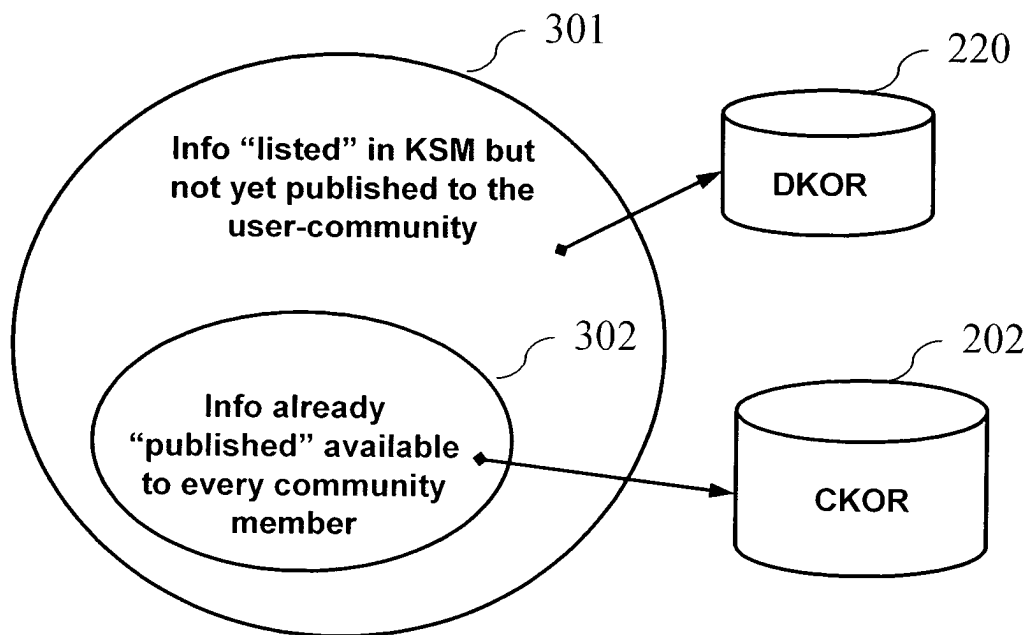 301
220
Info “listed” in KSM but
not yet published to the
user-community
DKOR
302
202
Info already
“published” available
to every community
member
CKOR